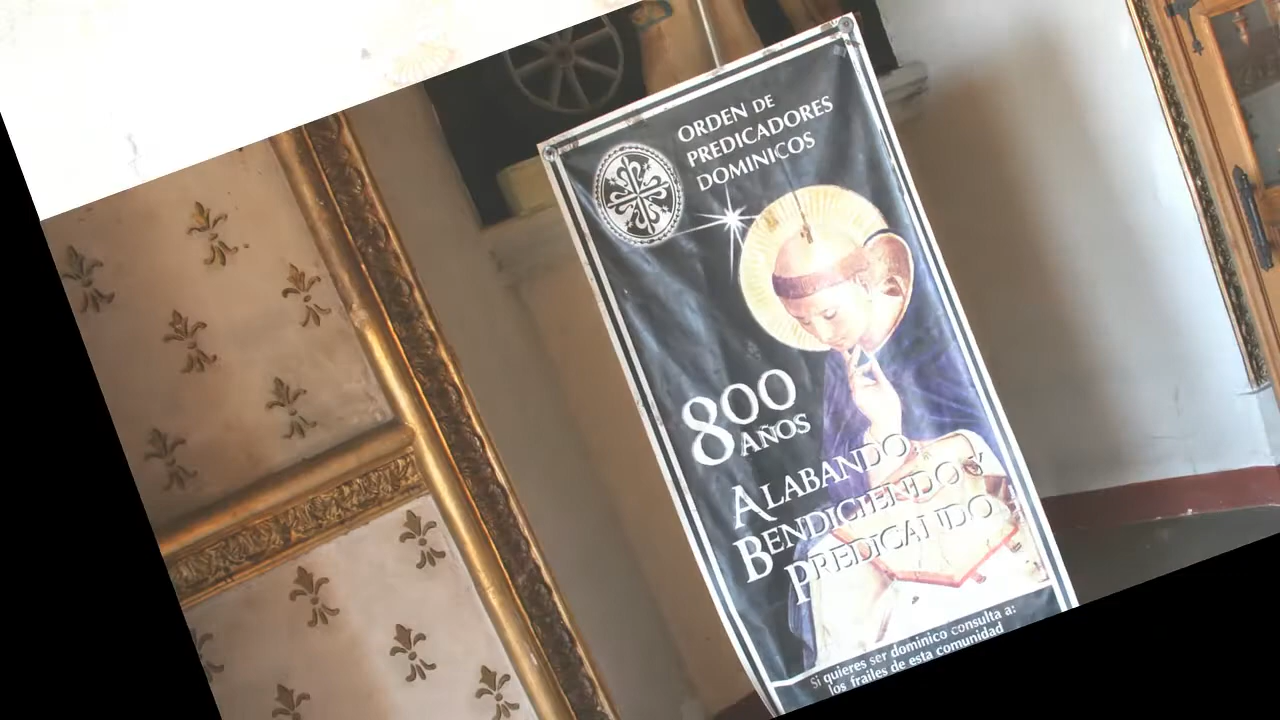 ORDEN DE
PREDICADORES
DOMINICOS
800
AÑOS
ALABANDO
BENDICIENDO Y
PREDICANDO
Si quieres ser dominico consulta a:
los frailes de esta comunidad